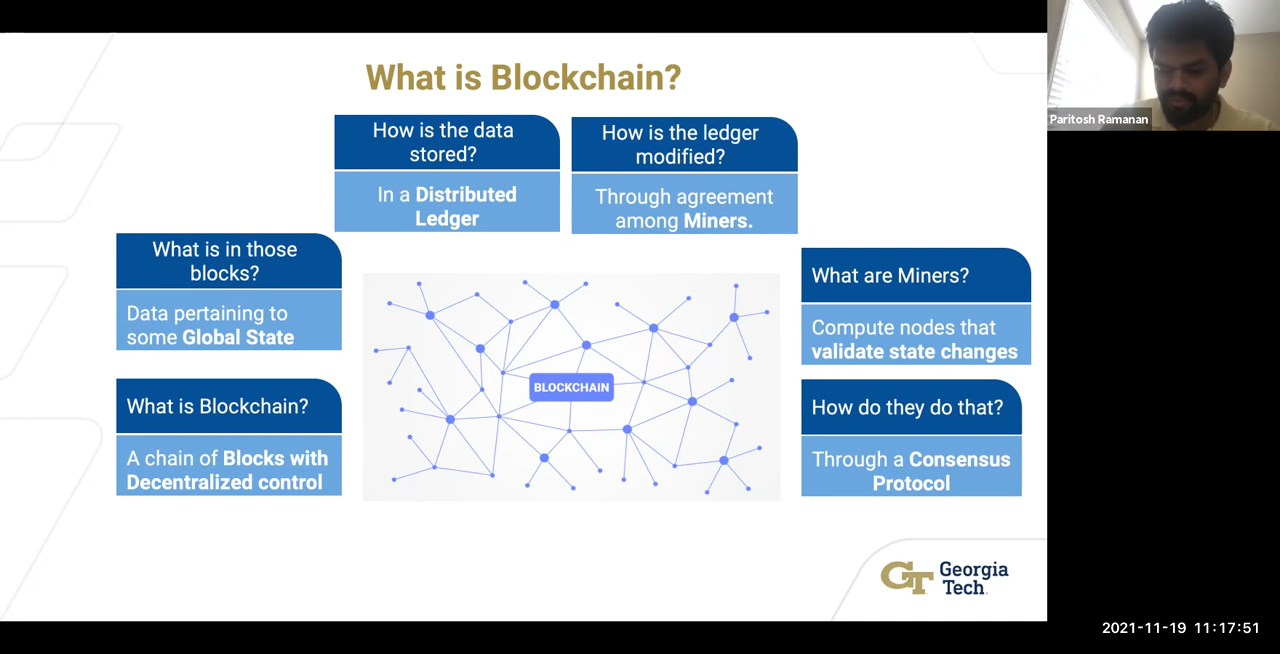 What is Blockchain?
How is the data
stored?
In a Distributed
Ledger
How is the ledger
modified?
Through agreement
among Miners.
What is in those
blocks?
Data pertaining to
some Global State
What is Blockchain?
A chain of Blocks with
Decentralized control
BLOCKCHAIN
What are Miners?
Compute nodes that
validate state changes
How do they do that?
Through a Consensus
Protocol
GT Georgia
Tech
Paritosh Ramanan
2021-11-19 11:17:51